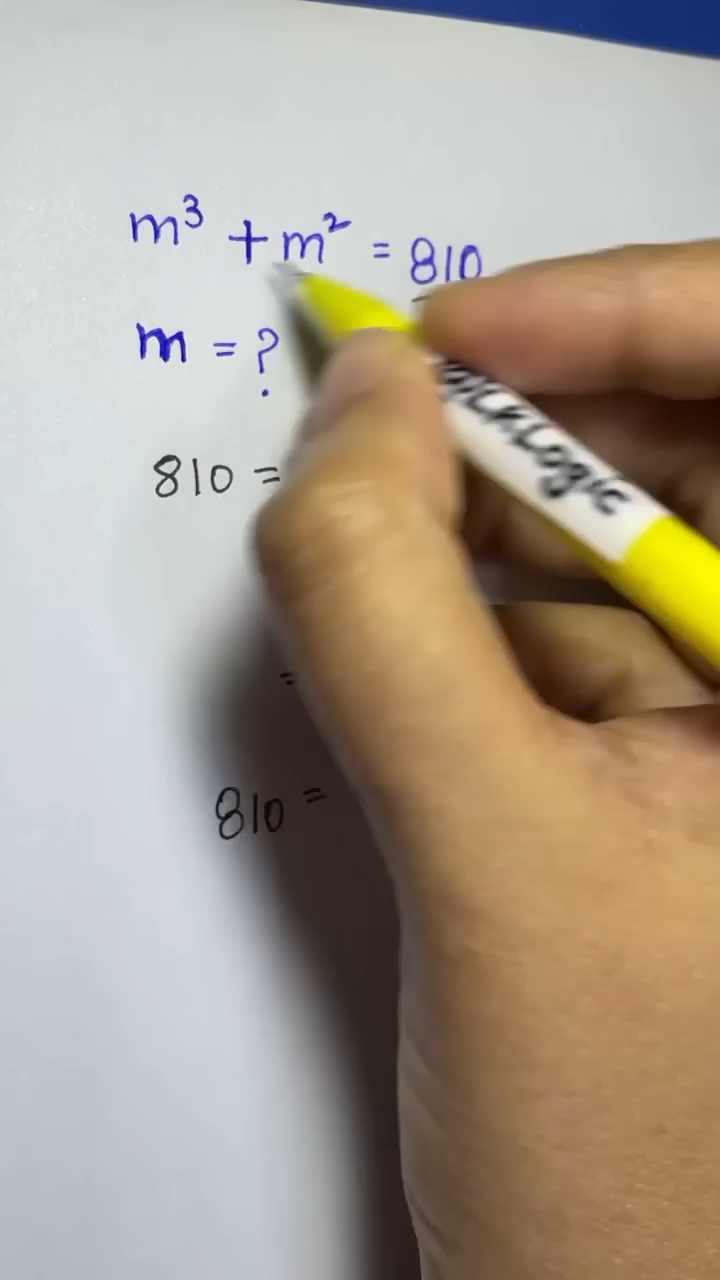 m³ + m² = 810
m = ?
810 =
=
810 =